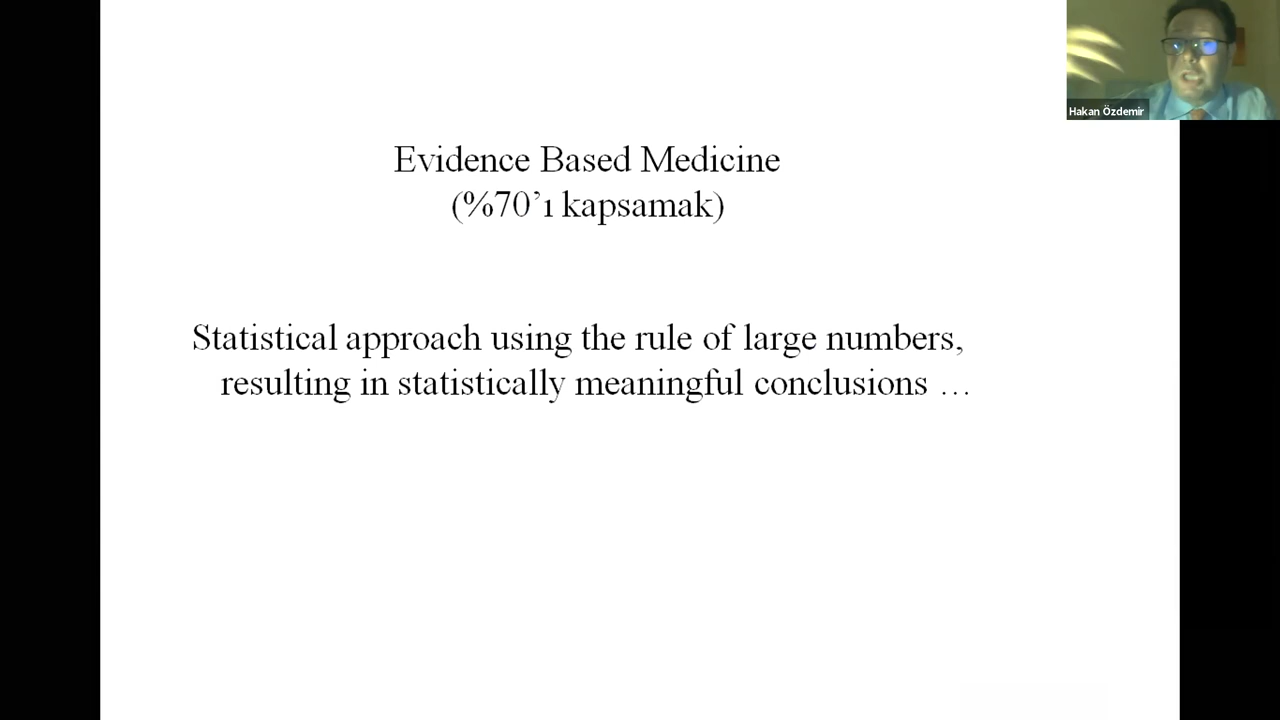 Hakan Özdemir
Evidence Based Medicine
(%70’ı kapsamak)
Statistical approach using the rule of large numbers,
resulting in statistically meaningful conclusions …